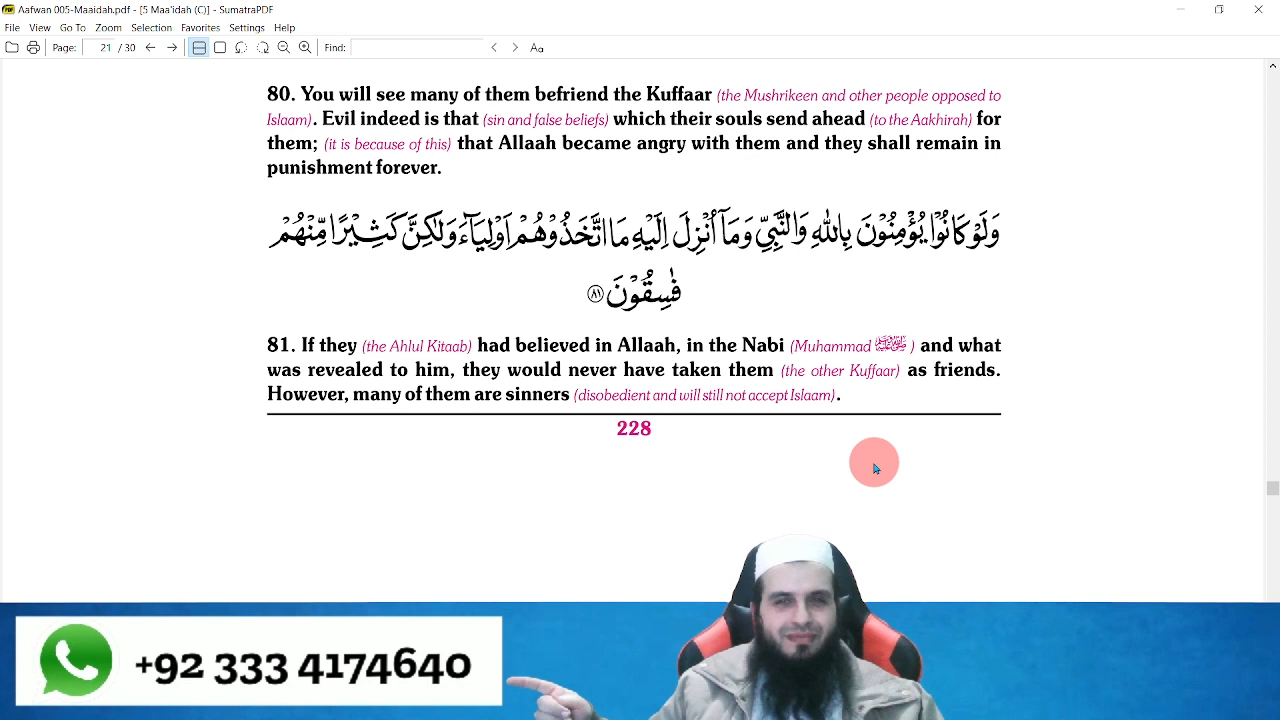 Aafwan 005-Maaidah.pdf - [5 Maa'idah (C)] - SumatraPDF
File View Go To Zoom Selection Favorites Settings Help
Page: 21 / 30 Find: Aa
80. You will see many of them befriend the Kuffaar (the Mushrikeen and other people opposed to
Islaam). Evil indeed is that (sin and false beliefs) which their souls send ahead (to the Aakhirah) for
them; (it is because of this) that Allaah became angry with them and they shall remain in
punishment forever.
وَلَوْ كَانُوْا يُؤْمِنُوْنَ بِاللّٰهِ وَالنَّبِیِّ وَمَاۤ اُنْزِلَ اِلَيْهِ مَا اتَّخَذُوْهُمْ اَوْلِيَآءَ وَلٰكِنَّ كَثِيْرًا مِّنْهُمْ
فٰسِقُوْنَ ﴿۸۱﴾
81. If they (the Ahlul Kitaab) had believed in Allaah, in the Nabi (Muhammad ﷺ) and what
was revealed to him, they would never have taken them (the other Kuffaar) as friends.
However, many of them are sinners (disobedient and will still not accept Islaam).
228
+92 333 4174640